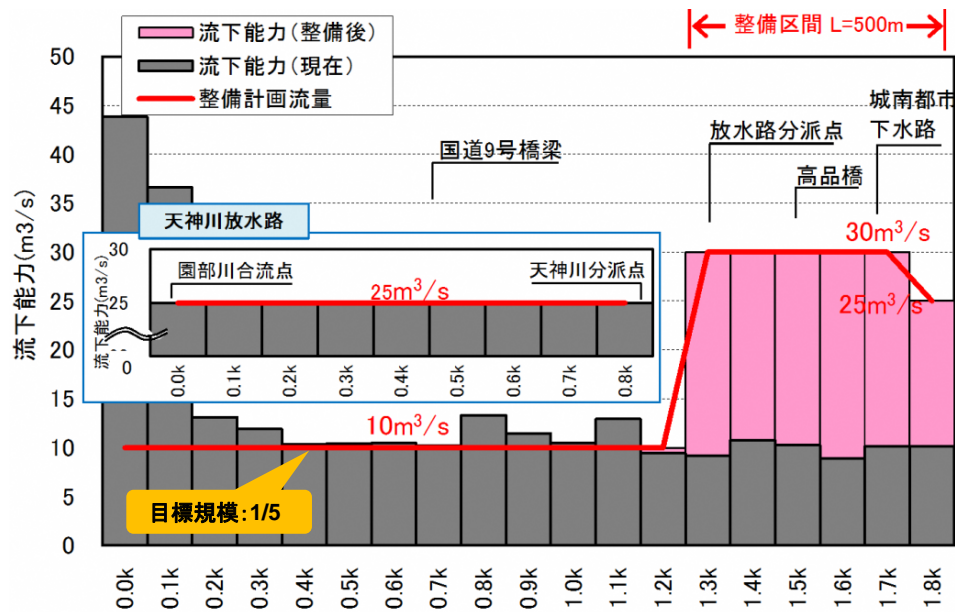 整備区間 L=500m
流下能力(整備後)
流下能力(現在)
整備計画流量
流下能力(m3/s)
50
45
40
35
30
25
20
15
10
5
0
国道9号橋梁
放水路分派点
高品橋
城南都市
下水路
30m³/s
25m³/s
天神川放水路
流下能力(m3/s)
30
25
0
園部川合流点
天神川分派点
25m³/s
0.0k 0.1k 0.2k 0.3k 0.4k 0.5k 0.6k 0.7k 0.8k
10m³/s
目標規模:1/5
0.0k 0.1k 0.2k 0.3k 0.4k 0.5k 0.6k 0.7k 0.8k 0.9k 1.0k 1.1k 1.2k 1.3k 1.4k 1.5k 1.6k 1.7k 1.8k